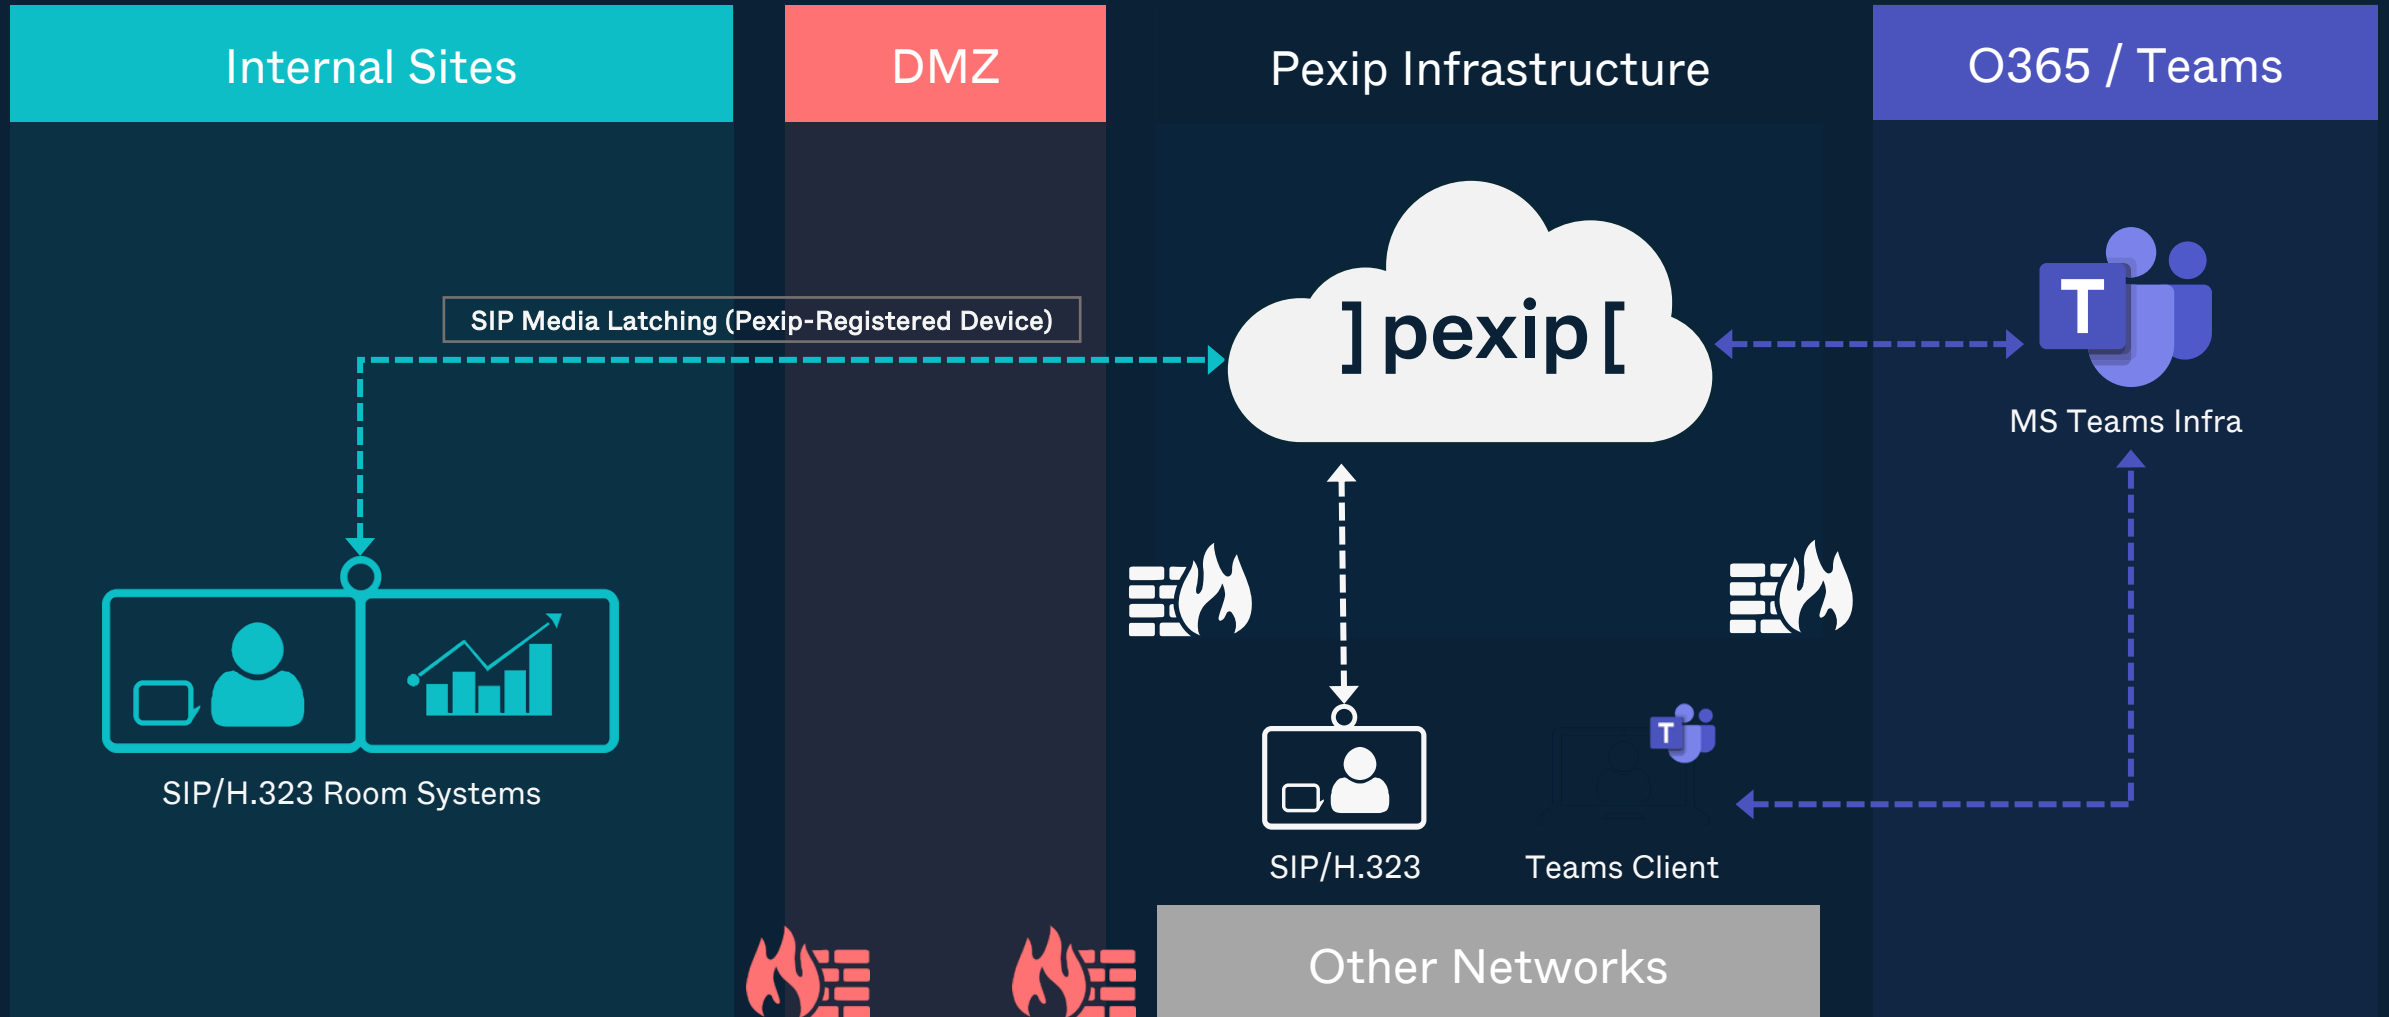 Internal Sites
DMZ
Pexip Infrastructure
O365 / Teams
SIP Media Latching (Pexip-Registered Device)
]pexip[
T
MS Teams Infra
T
SIP/H.323 Room Systems
SIP/H.323
Teams Client
Other Networks